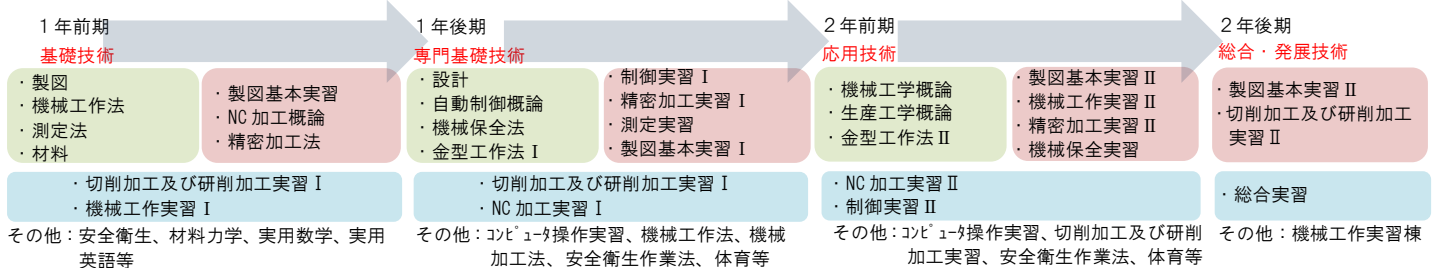 1年前期
基礎技術
・製図
・機械工作法
・測定法
・材料
・製図基本実習
・NC加工概論
・精密加工法
・切削加工及び研削加工実習Ⅰ
・機械工作実習Ⅰ
その他：安全衛生、材料力学、実用数学、実用
英語等
1年後期
専門基礎技術
・設計
・自動制御概論
・機械保全法
・金型工作法Ⅰ
・制御実習Ⅰ
・精密加工実習Ⅰ
・測定実習
・製図基本実習Ⅰ
・切削加工及び研削加工実習Ⅰ
・NC加工実習Ⅰ
その他：ｺﾝﾋﾟｭｰﾀ操作実習、機械工作法、機械
加工法、安全衛生作業法、体育等
２年前期
応用技術
・機械工学概論
・生産工学概論
・金型工作法Ⅱ
・製図基本実習Ⅱ
・機械工作実習Ⅱ
・精密加工実習Ⅱ
・機械保全実習
・NC加工実習Ⅱ
・制御実習Ⅱ
その他：ｺﾝﾋﾟｭｰﾀ操作実習、切削加工及び研削
加工実習、安全衛生作業法、体育等
２年後期
総合・発展技術
・製図基本実習Ⅱ
・切削加工及び研削加工
実習Ⅱ
・総合実習
その他：機械工作実習棟